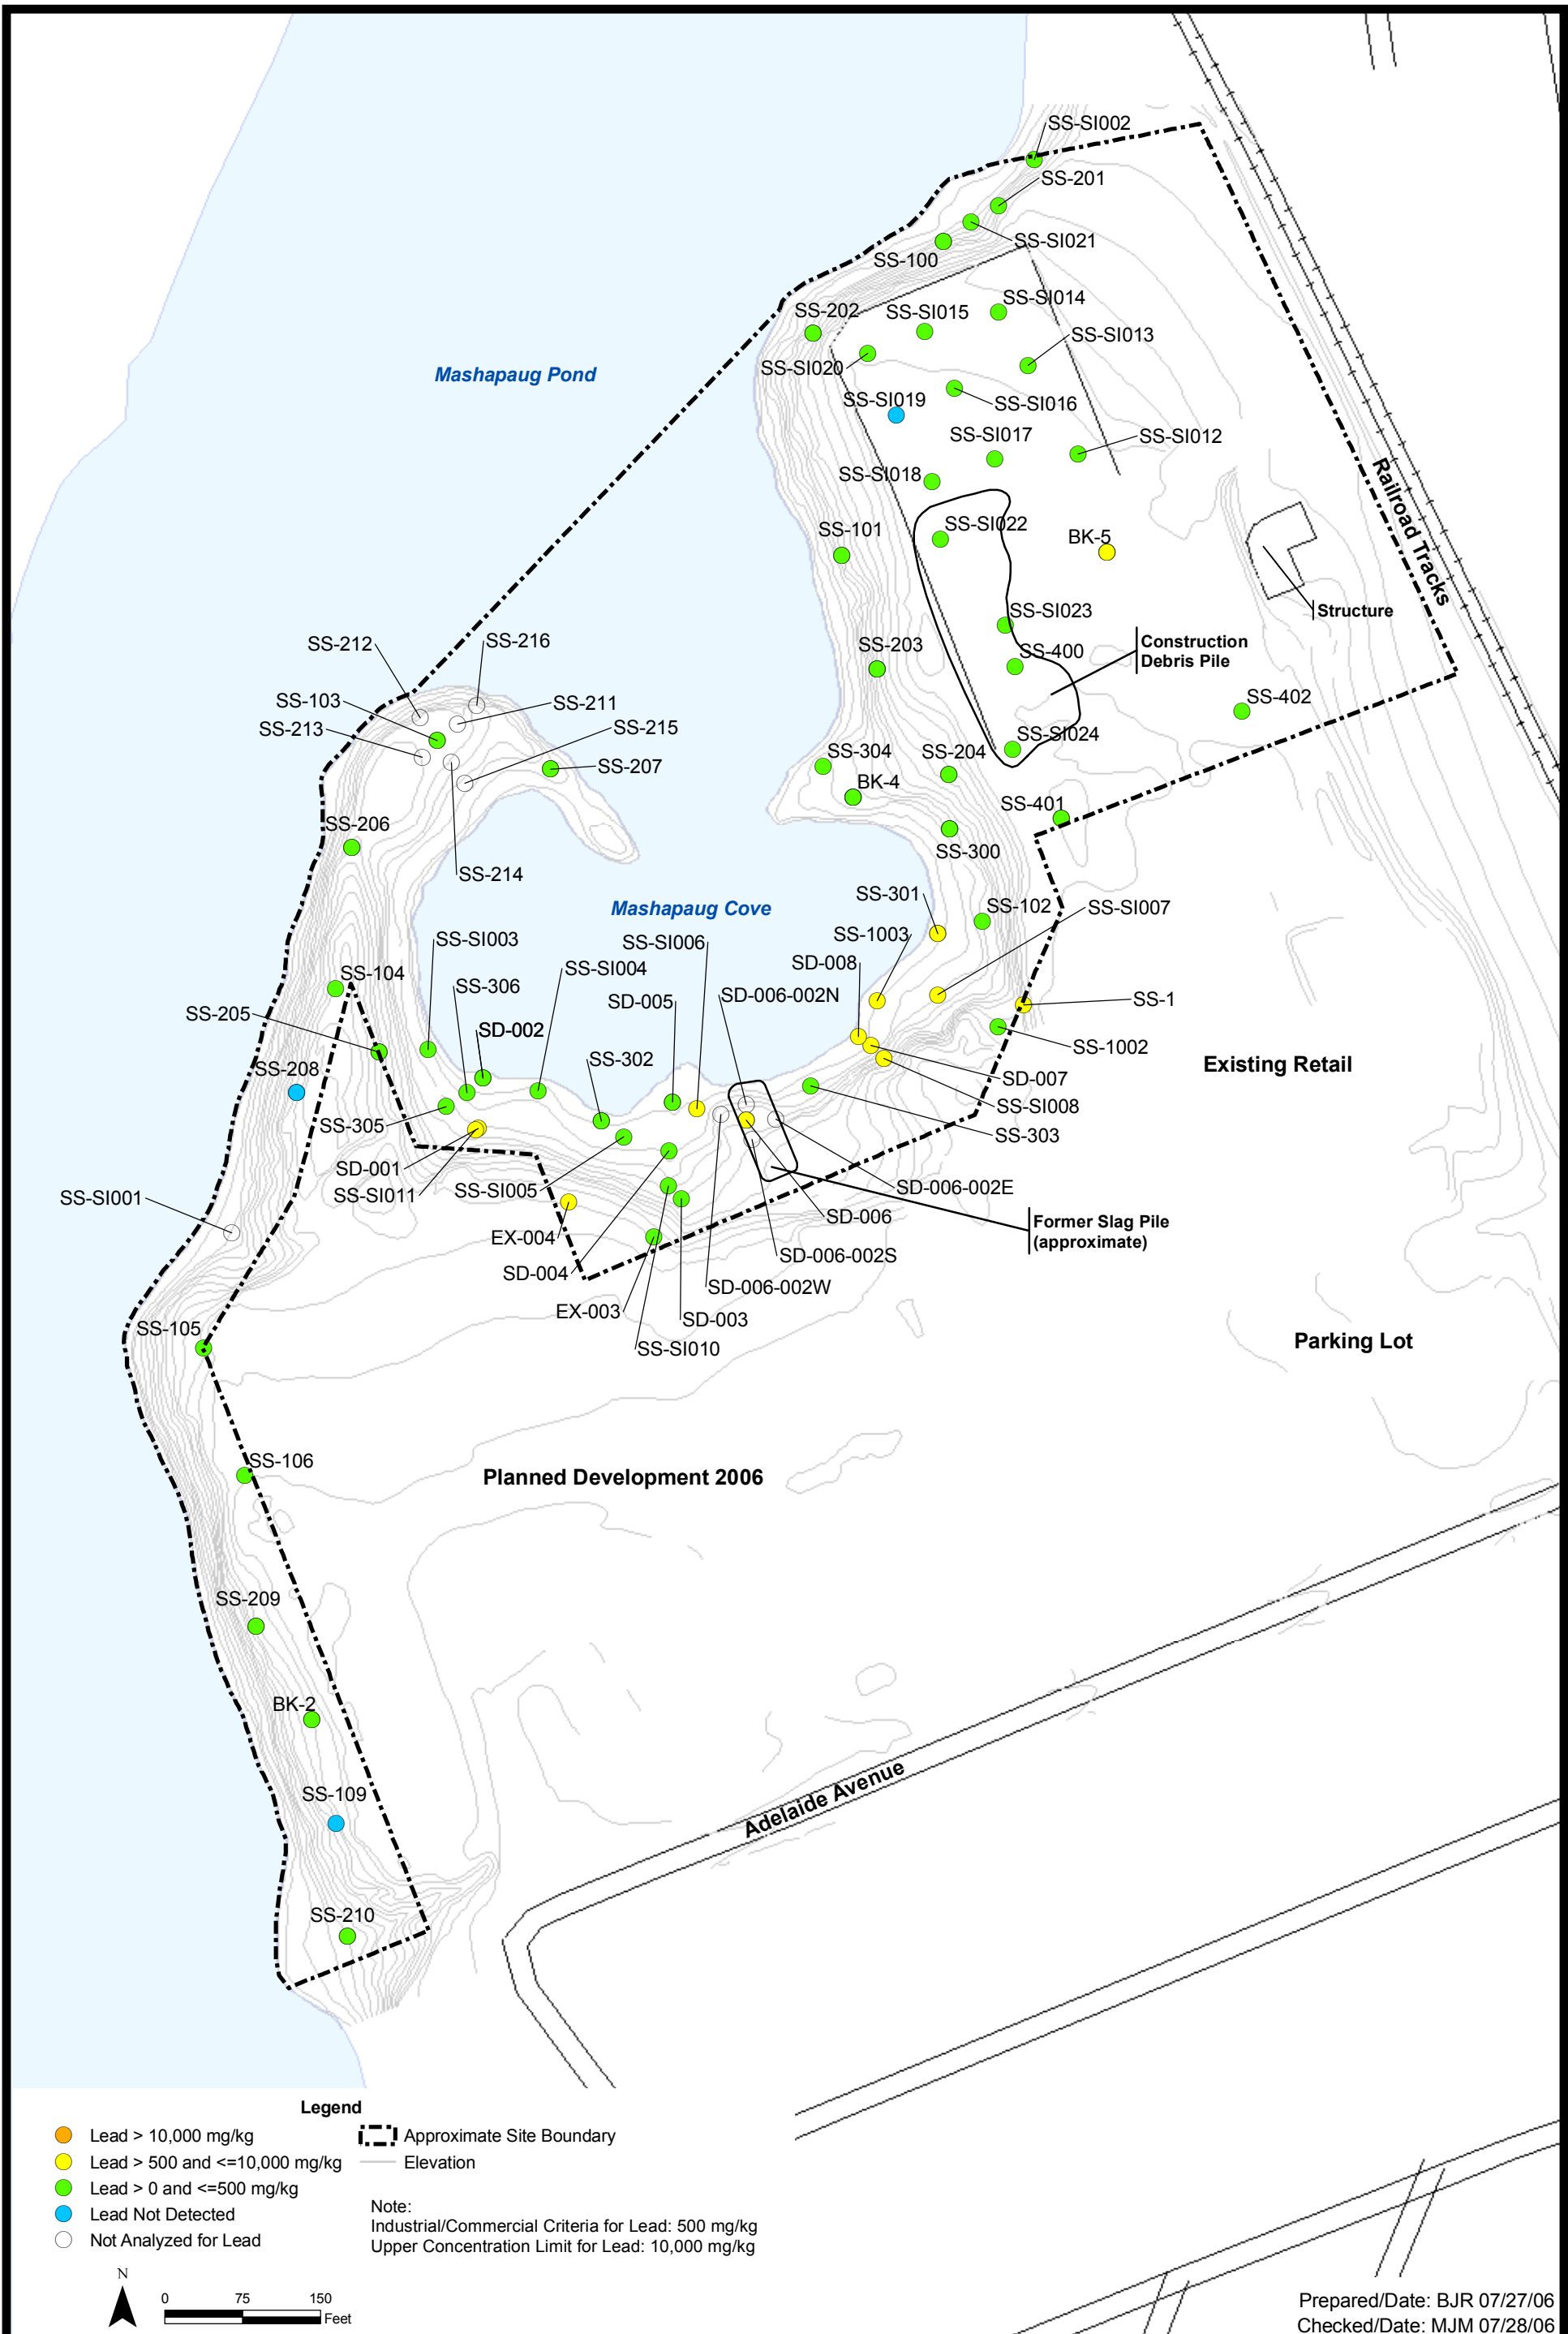 SS-SI002
SS-201
SS-SI021
SS-100
SS-SI014
SS-202
SS-SI015
SS-SI013
SS-SI020
Mashapaug Pond
SS-SI019
SS-SI016
SS-SI017
SS-SI012
SS-SI018
Railroad Tracks
SS-SI022
SS-101
BK-5
Structure
SS-SI023
Construction
Debris Pile
SS-212
SS-216
SS-203
SS-400
SS-103
SS-211
SS-402
SS-213
SS-215
SS-SI024
SS-304
SS-204
SS-207
BK-4
SS-401
SS-206
SS-300
SS-214
SS-301
Mashapaug Cove
SS-102
SS-SI007
SS-1003
SS-SI003
SS-SI006
SD-008
SS-SI004
SS-104
SS-306
SD-005
SD-006-002N
SS-1
SS-205
SD-002
SS-302
SS-1002
SS-208
Existing Retail
SD-007
SS-SI008
SS-305
SS-303
SD-001
SS-SI011
SS-SI005
SD-006-002E
SS-SI001
SD-006
Former Slag Pile
(approximate)
EX-004
SD-006-002S
SD-004
SD-006-002W
EX-003
SD-003
SS-105
SS-SI010
Parking Lot
SS-106
Planned Development 2006
SS-209
BK-2
Adelaide Avenue
SS-109
SS-210
Legend
Lead > 10,000 mg/kg
Approximate Site Boundary
Lead > 500 and <=10,000 mg/kg
Elevation
Lead > 0 and <=500 mg/kg
Lead Not Detected
Not Analyzed for Lead
Note:
Industrial/Commercial Criteria for Lead: 500 mg/kg
Upper Concentration Limit for Lead: 10,000 mg/kg
N
0 75 150
Feet
Prepared/Date: BJR 07/27/06
Checked/Date: MJM 07/28/06